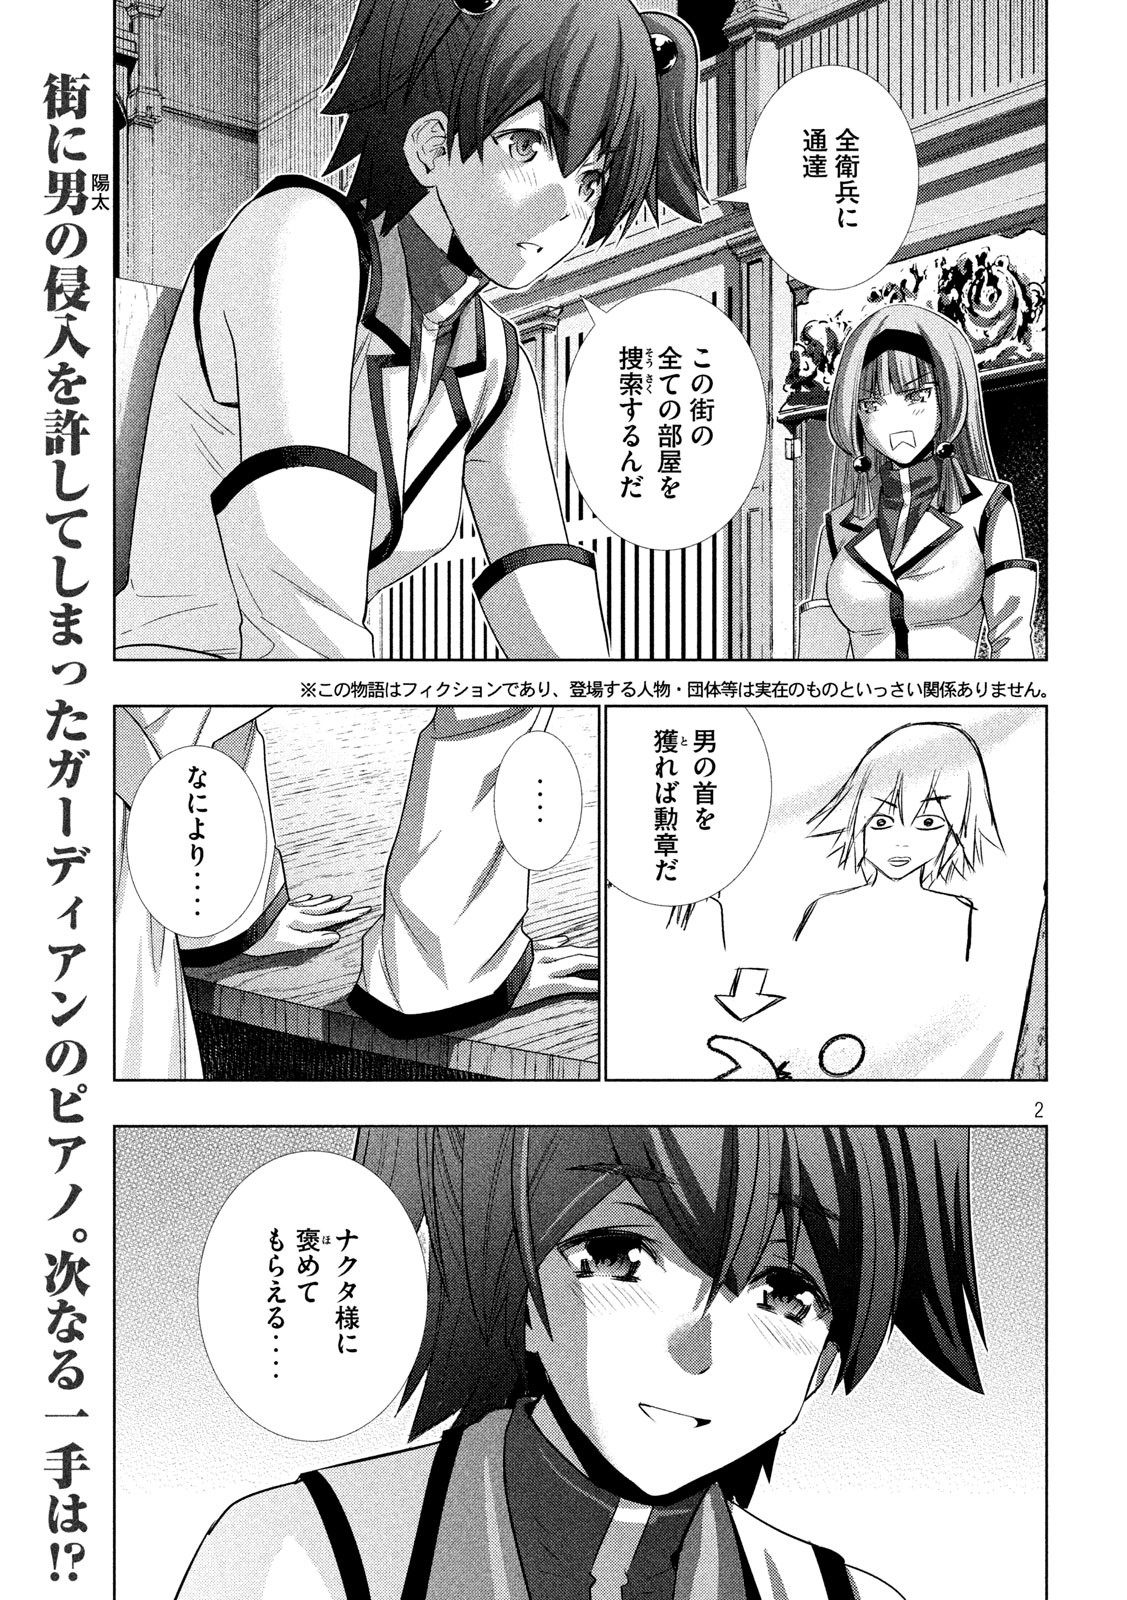 全衛兵に
通達
この街の
全ての部屋を
捜索するんだ
そうさく
※この物語はフィクションであり、登場する人物・団体等は実在のものといっさい関係ありません。
男の首を
獲れば勲章だ
と
・・・・
なにより・・・・
2
ナクタ様に
褒めて
ほ
もらえる・・・・
街に男の侵入を許してしまったガーディアンのピアノ。次なる一手は!?
陽太